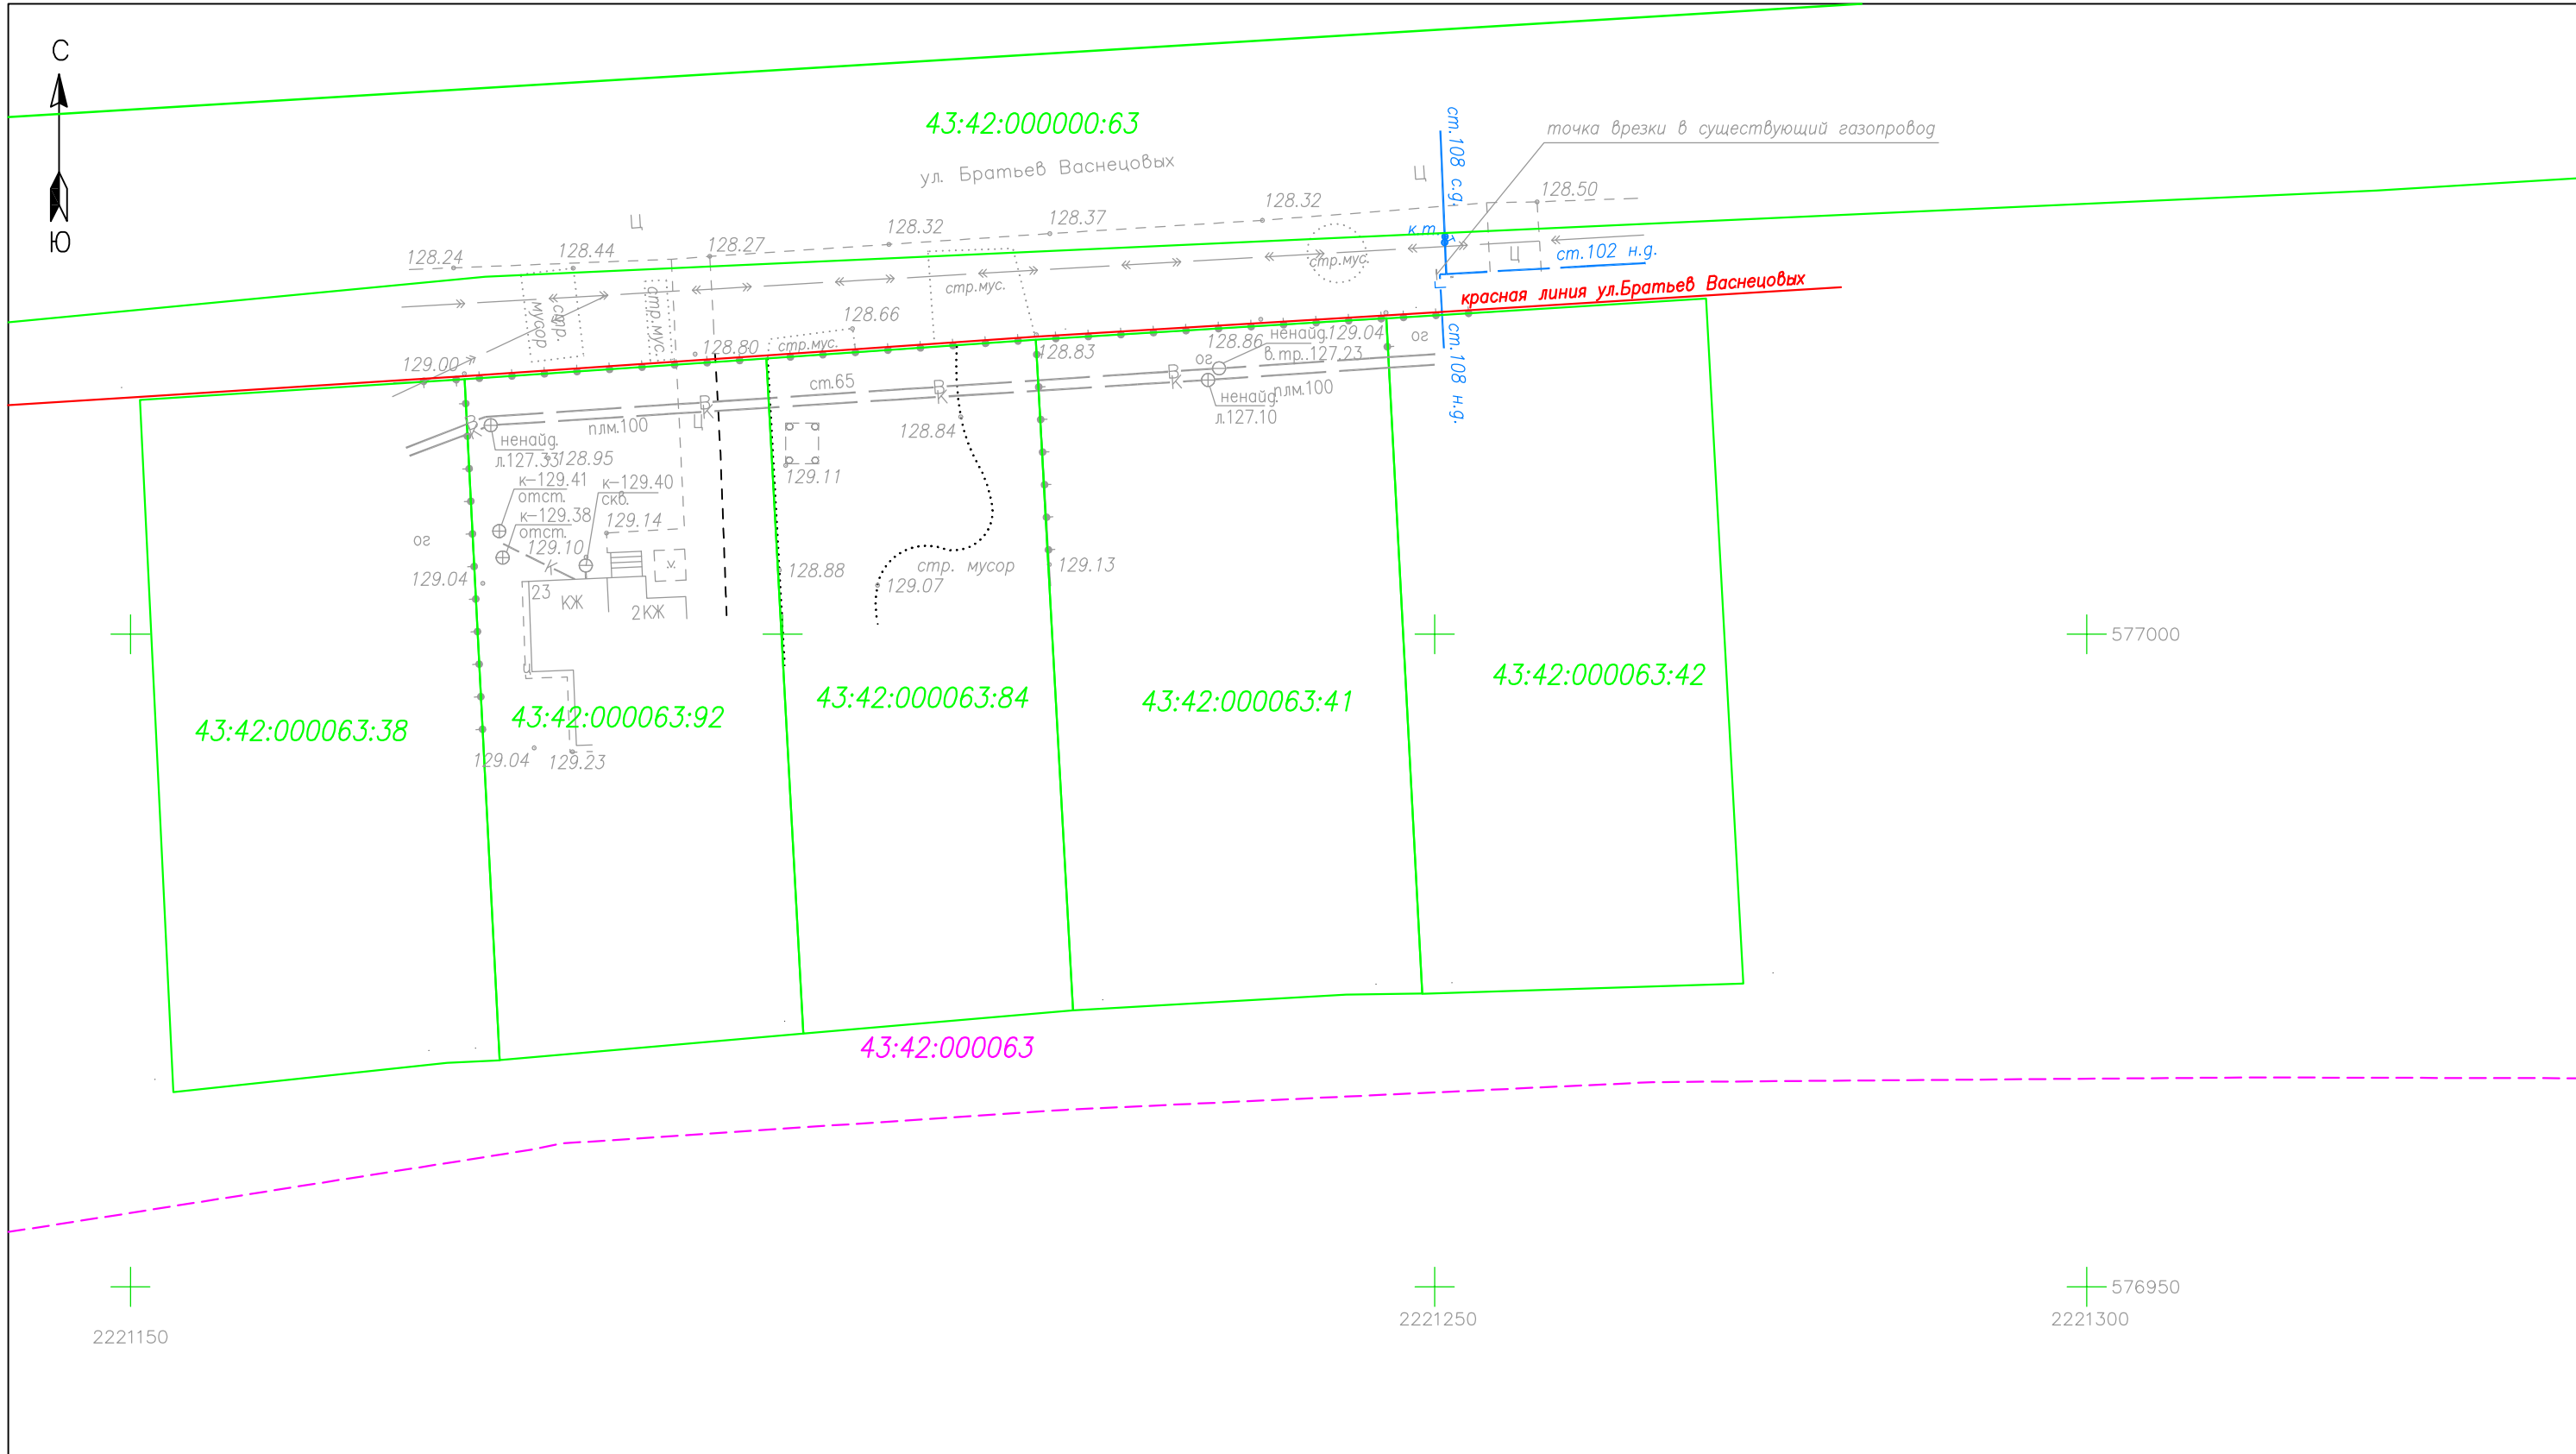 С
Ю
43:42:000000:63
ул. Братьев Васнецовых
ст.108 с.д.
точка врезки в существующий газопровод
Ц
Ц
128.24
128.44
128.27
128.32
128.37
128.32
128.50
к.т.
Ц
ст.102 н.д.
стр.
мусор
стр.мус.
стр.мус.
стр.мус.
красная линия ул.Братьев Васнецовых
128.66
стр.мус.
129.00
128.80
128.83
128.86
ненайд.
129.04
в.тр..127.23
ог
ог
ст.108 н.д.
ст.65
В
К
В
К
В
К
В
К
плм.100
Ц
плм.100
ненайд.
л.127.10
ненайд.
л.127.33
128.95
128.84
129.11
к-129.41
отст.
к-129.40
скв.
к-129.38
отст.
129.14
129.10
К
ог
129.04
м
128.88
129.07
стр. мусор
129.13
23
КЖ
2КЖ
ц
577000
43:42:000063:38
43:42:000063:92
43:42:000063:84
43:42:000063:41
43:42:000063:42
129.04
129.23
43:42:000063
576950
2221150
2221250
2221300